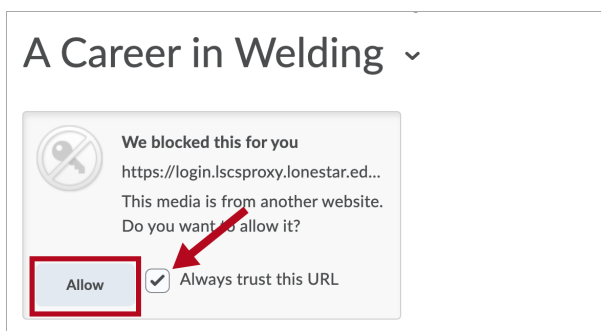 A Career in Welding
We blocked this for you
https://login.lscsproxy.lonestar.ed...
This media is from another website.
Do you want to allow it?
Allow
Always trust this URL